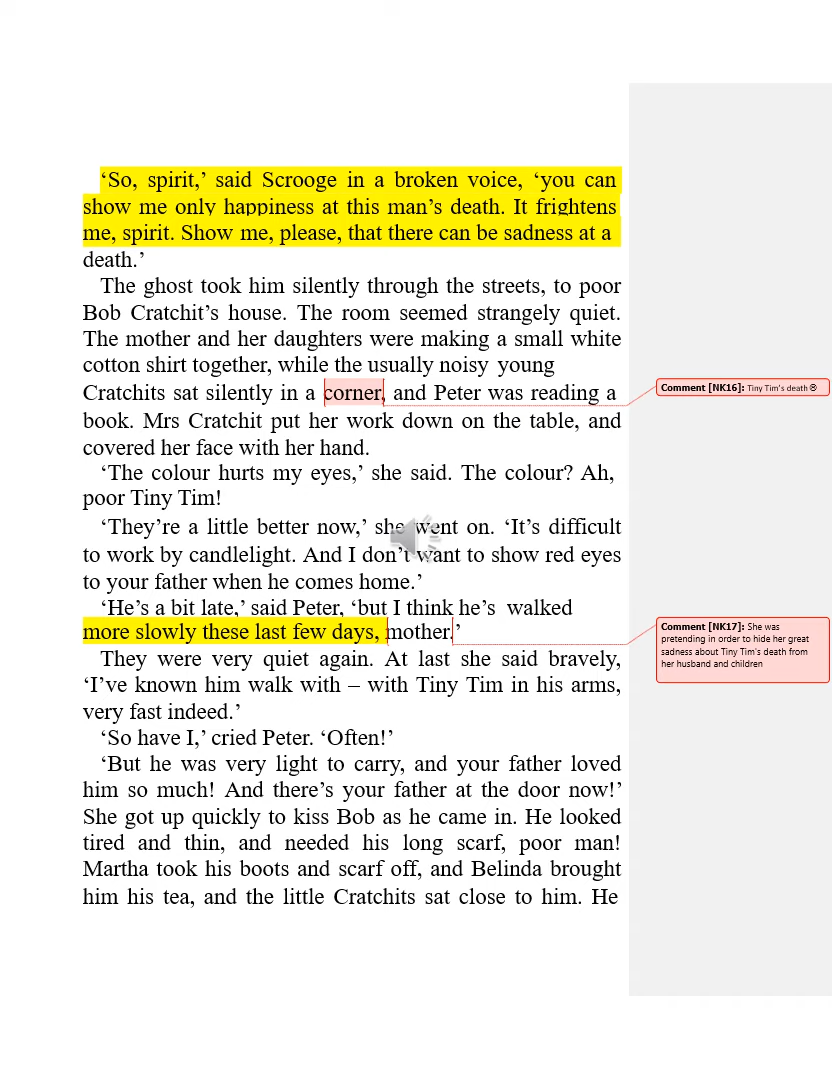 ‘So, spirit,’ said Scrooge in a broken voice, ‘you can
show me only happiness at this man’s death. It frightens
me, spirit. Show me, please, that there can be sadness at a
death.’
The ghost took him silently through the streets, to poor
Bob Cratchit’s house. The room seemed strangely quiet.
The mother and her daughters were making a small white
cotton shirt together, while the usually noisy young
Cratchits sat silently in a corner, and Peter was reading a
book. Mrs Cratchit put her work down on the table, and
covered her face with her hand.
‘The colour hurts my eyes,’ she said. The colour? Ah,
poor Tiny Tim!
‘They’re a little better now,’ she went on. ‘It’s difficult
to work by candlelight. And I don’t want to show red eyes
to your father when he comes home.’
‘He’s a bit late,’ said Peter, ‘but I think he’s walked
more slowly these last few days, mother.’
They were very quiet again. At last she said bravely,
‘I’ve known him walk with – with Tiny Tim in his arms,
very fast indeed.’
‘So have I,’ cried Peter. ‘Often!’
‘But he was very light to carry, and your father loved
him so much! And there’s your father at the door now!’
She got up quickly to kiss Bob as he came in. He looked
tired and thin, and needed his long scarf, poor man!
Martha took his boots and scarf off, and Belinda brought
him his tea, and the little Cratchits sat close to him. He
Comment [NK16]: Tiny Tim’s death ☹
Comment [NK17]: She was
pretending in order to hide her great
sadness about Tiny Tim’s death from
her husband and children